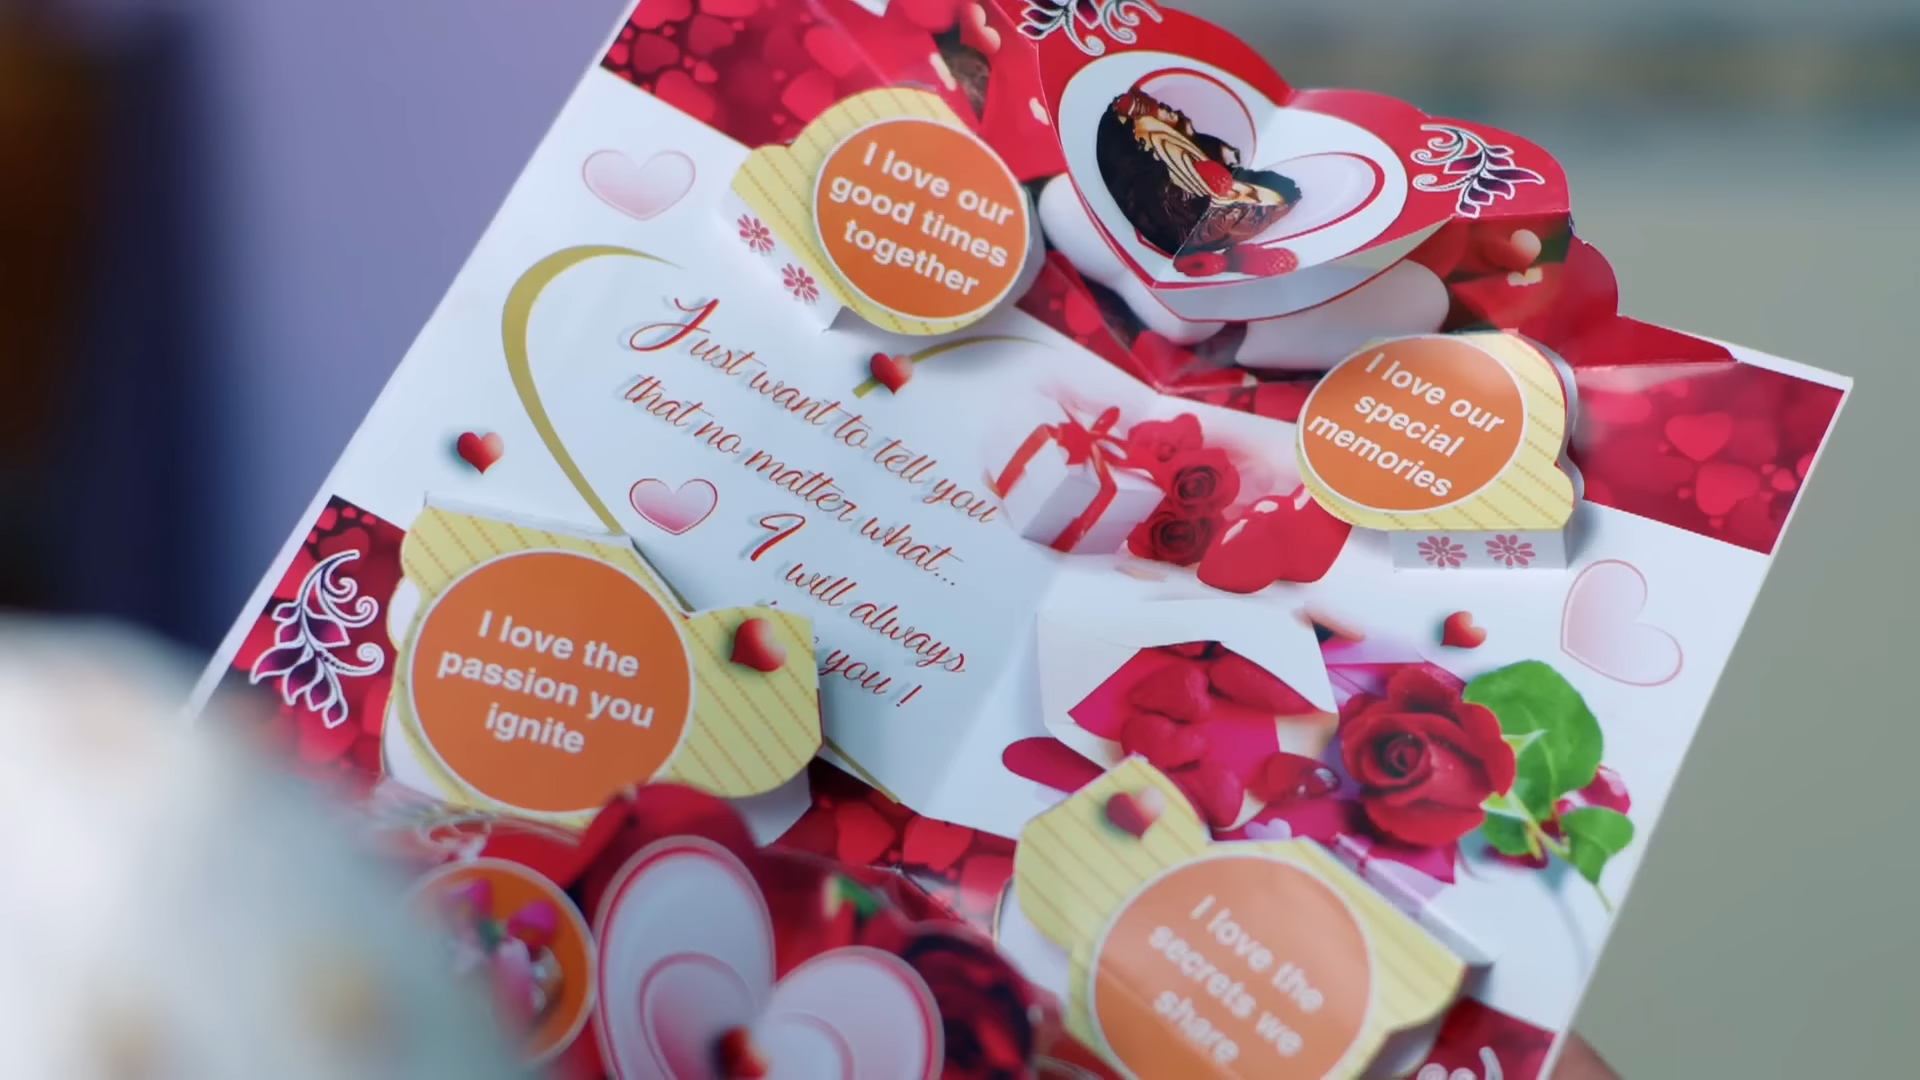 I love our
good times
together
I love our
special
memories
Just want to tell you
that no matter what...
I will always
you !
I love the
passion you
ignite
I love the
secrets we
share